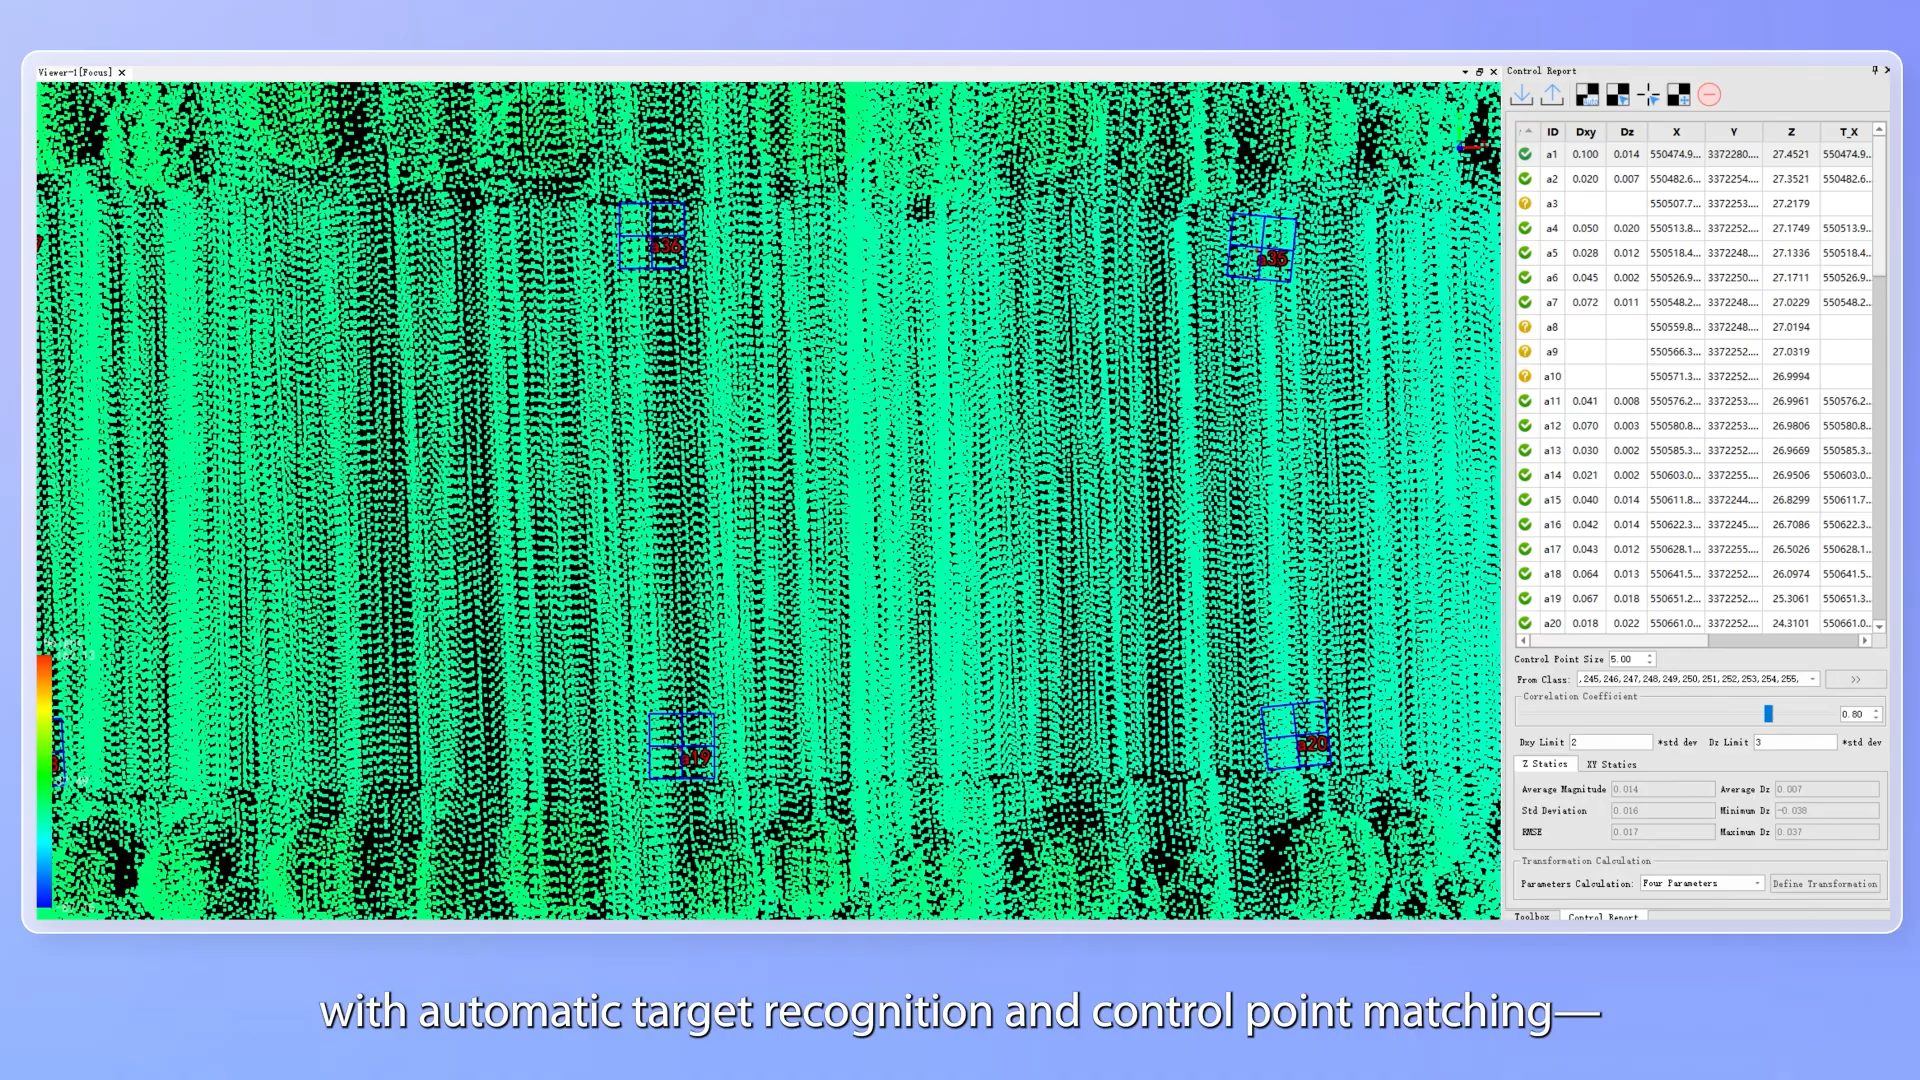 Viewer-1[Focus]
a36
a35
a19
a20
Control Report
ID Dxy Dz X Y Z T_X
a1 0.100 0.014 550474.9... 3372280.... 27.4521 550474.9..
a2 0.020 0.007 550482.6... 3372254.... 27.3521 550482.6..
a3 550507.7... 3372253.... 27.2179
a4 0.050 0.020 550513.8... 3372252.... 27.1749 550513.9..
a5 0.028 0.012 550518.4... 3372248.... 27.1336 550518.4..
a6 0.045 0.002 550526.9... 3372250.... 27.1711 550526.9..
a7 0.072 0.011 550548.2... 3372248.... 27.0229 550548.2..
a8 550559.8... 3372248.... 27.0194
a9 550566.3... 3372252.... 27.0319
a10 550571.3... 3372252.... 26.9994
a11 0.041 0.008 550576.2... 3372253.... 26.9961 550576.2..
a12 0.070 0.003 550580.8... 3372253.... 26.9806 550580.8..
a13 0.030 0.002 550585.3... 3372252.... 26.9669 550585.3..
a14 0.021 0.002 550603.0... 3372255.... 26.9506 550603.0..
a15 0.040 0.014 550611.8... 3372244.... 26.8299 550611.7..
a16 0.042 0.014 550622.3... 3372245.... 26.7086 550622.3..
a17 0.043 0.012 550628.1... 3372255.... 26.5026 550628.1..
a18 0.064 0.013 550641.5... 3372252.... 26.0974 550641.5..
a19 0.067 0.018 550651.2... 3372252.... 25.3061 550651.3..
a20 0.018 0.022 550661.0... 3372252.... 24.3101 550661.0..
Control Point Size 5.00
From Class: ,245,246,247,248,249,250,251,252,253,254,255, >>
Correlation Coefficient
0.80
Dxy Limit 2 *std dev Dz Limit 3 *std dev
Z Statics XY Statics
Average Magnitude 0.014 Average Dz 0.007
Std Deviation 0.016 Minimum Dz -0.038
RMSE 0.017 Maximum Dz 0.037
Transformation Calculation
Parameters Calculation: Four Parameters Define Transformation
Toolbox Control Report
with automatic target recognition and control point matching—